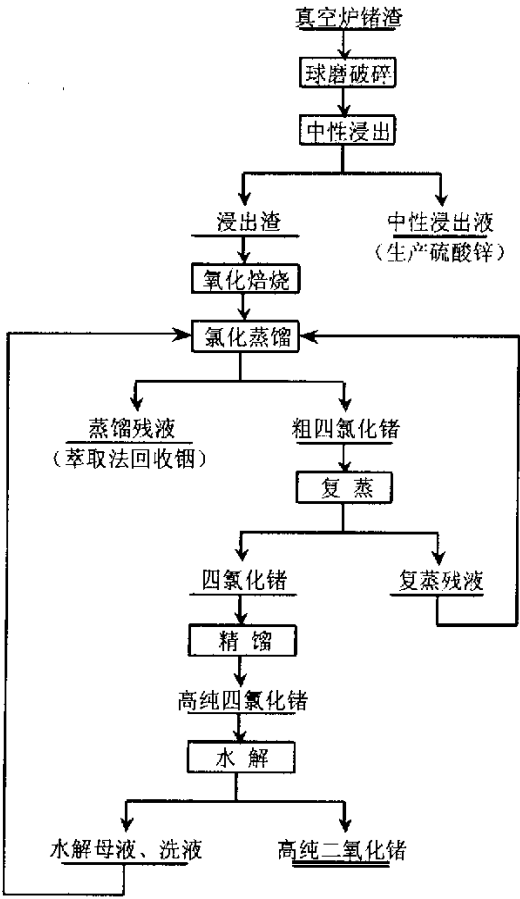 真空炉锗渣
球磨破碎
中性浸出
浸出渣
中性浸出液
(生产硫酸锌)
氧化焙烧
氯化蒸馏
蒸馏残液
(萃取法回收铟)
粗四氯化锗
复蒸
四氯化锗
复蒸残液
精馏
高纯四氯化锗
水解
水解母液、洗液
高纯二氧化锗